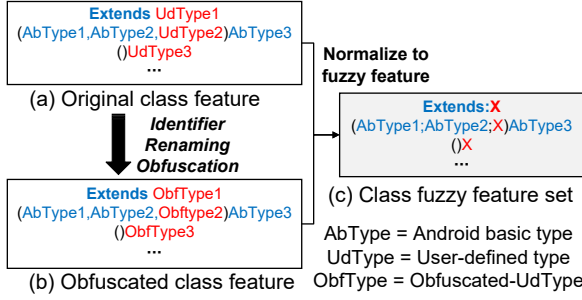 Extends UdType1
(AbType1,AbType2,UdType2)AbType3
()UdType3
...
(a) Original class feature
Identifier
Renaming
Obfuscation
Extends ObfType1
(AbType1,AbType2,Obftype2)AbType3
()ObfType3
...
(b) Obfuscated class feature
Normalize to
fuzzy feature
Extends:X
(AbType1;AbType2;X)AbType3
()X
...
(c) Class fuzzy feature set
AbType = Android basic type
UdType = User-defined type
ObfType = Obfuscated-UdType